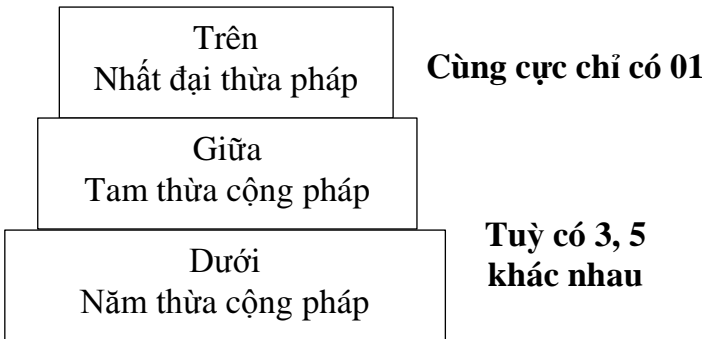 Trên
Nhất đại thừa pháp
Cùng cực chỉ có 01
Giữa
Tam thừa cộng pháp
Tuỳ có 3, 5
khác nhau
Dưới
Năm thừa cộng pháp